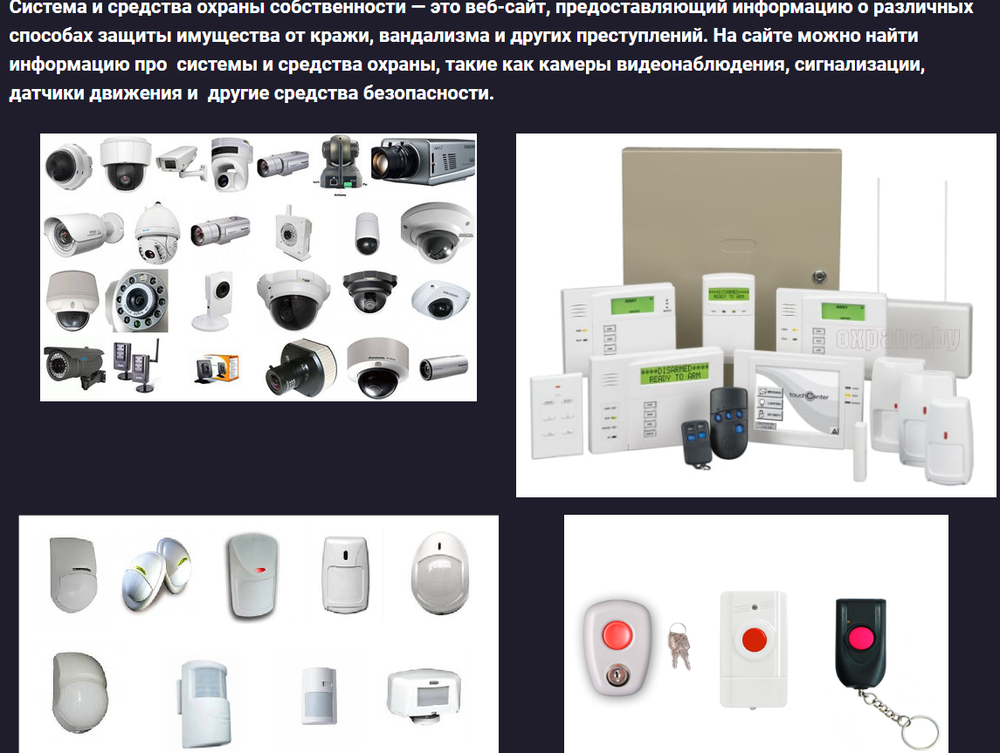 Система и средства охраны собственности — это веб-сайт, предоставляющий информацию о различных
способах защиты имущества от кражи, вандализма и других преступлений. На сайте можно найти
информацию про системы и средства охраны, такие как камеры видеонаблюдения, сигнализации,
датчики движения и другие средства безопасности.
****DISARMED****
READY TO ARM
oxpana.by
****DISARMED****
READY TO ARM
touchCenter